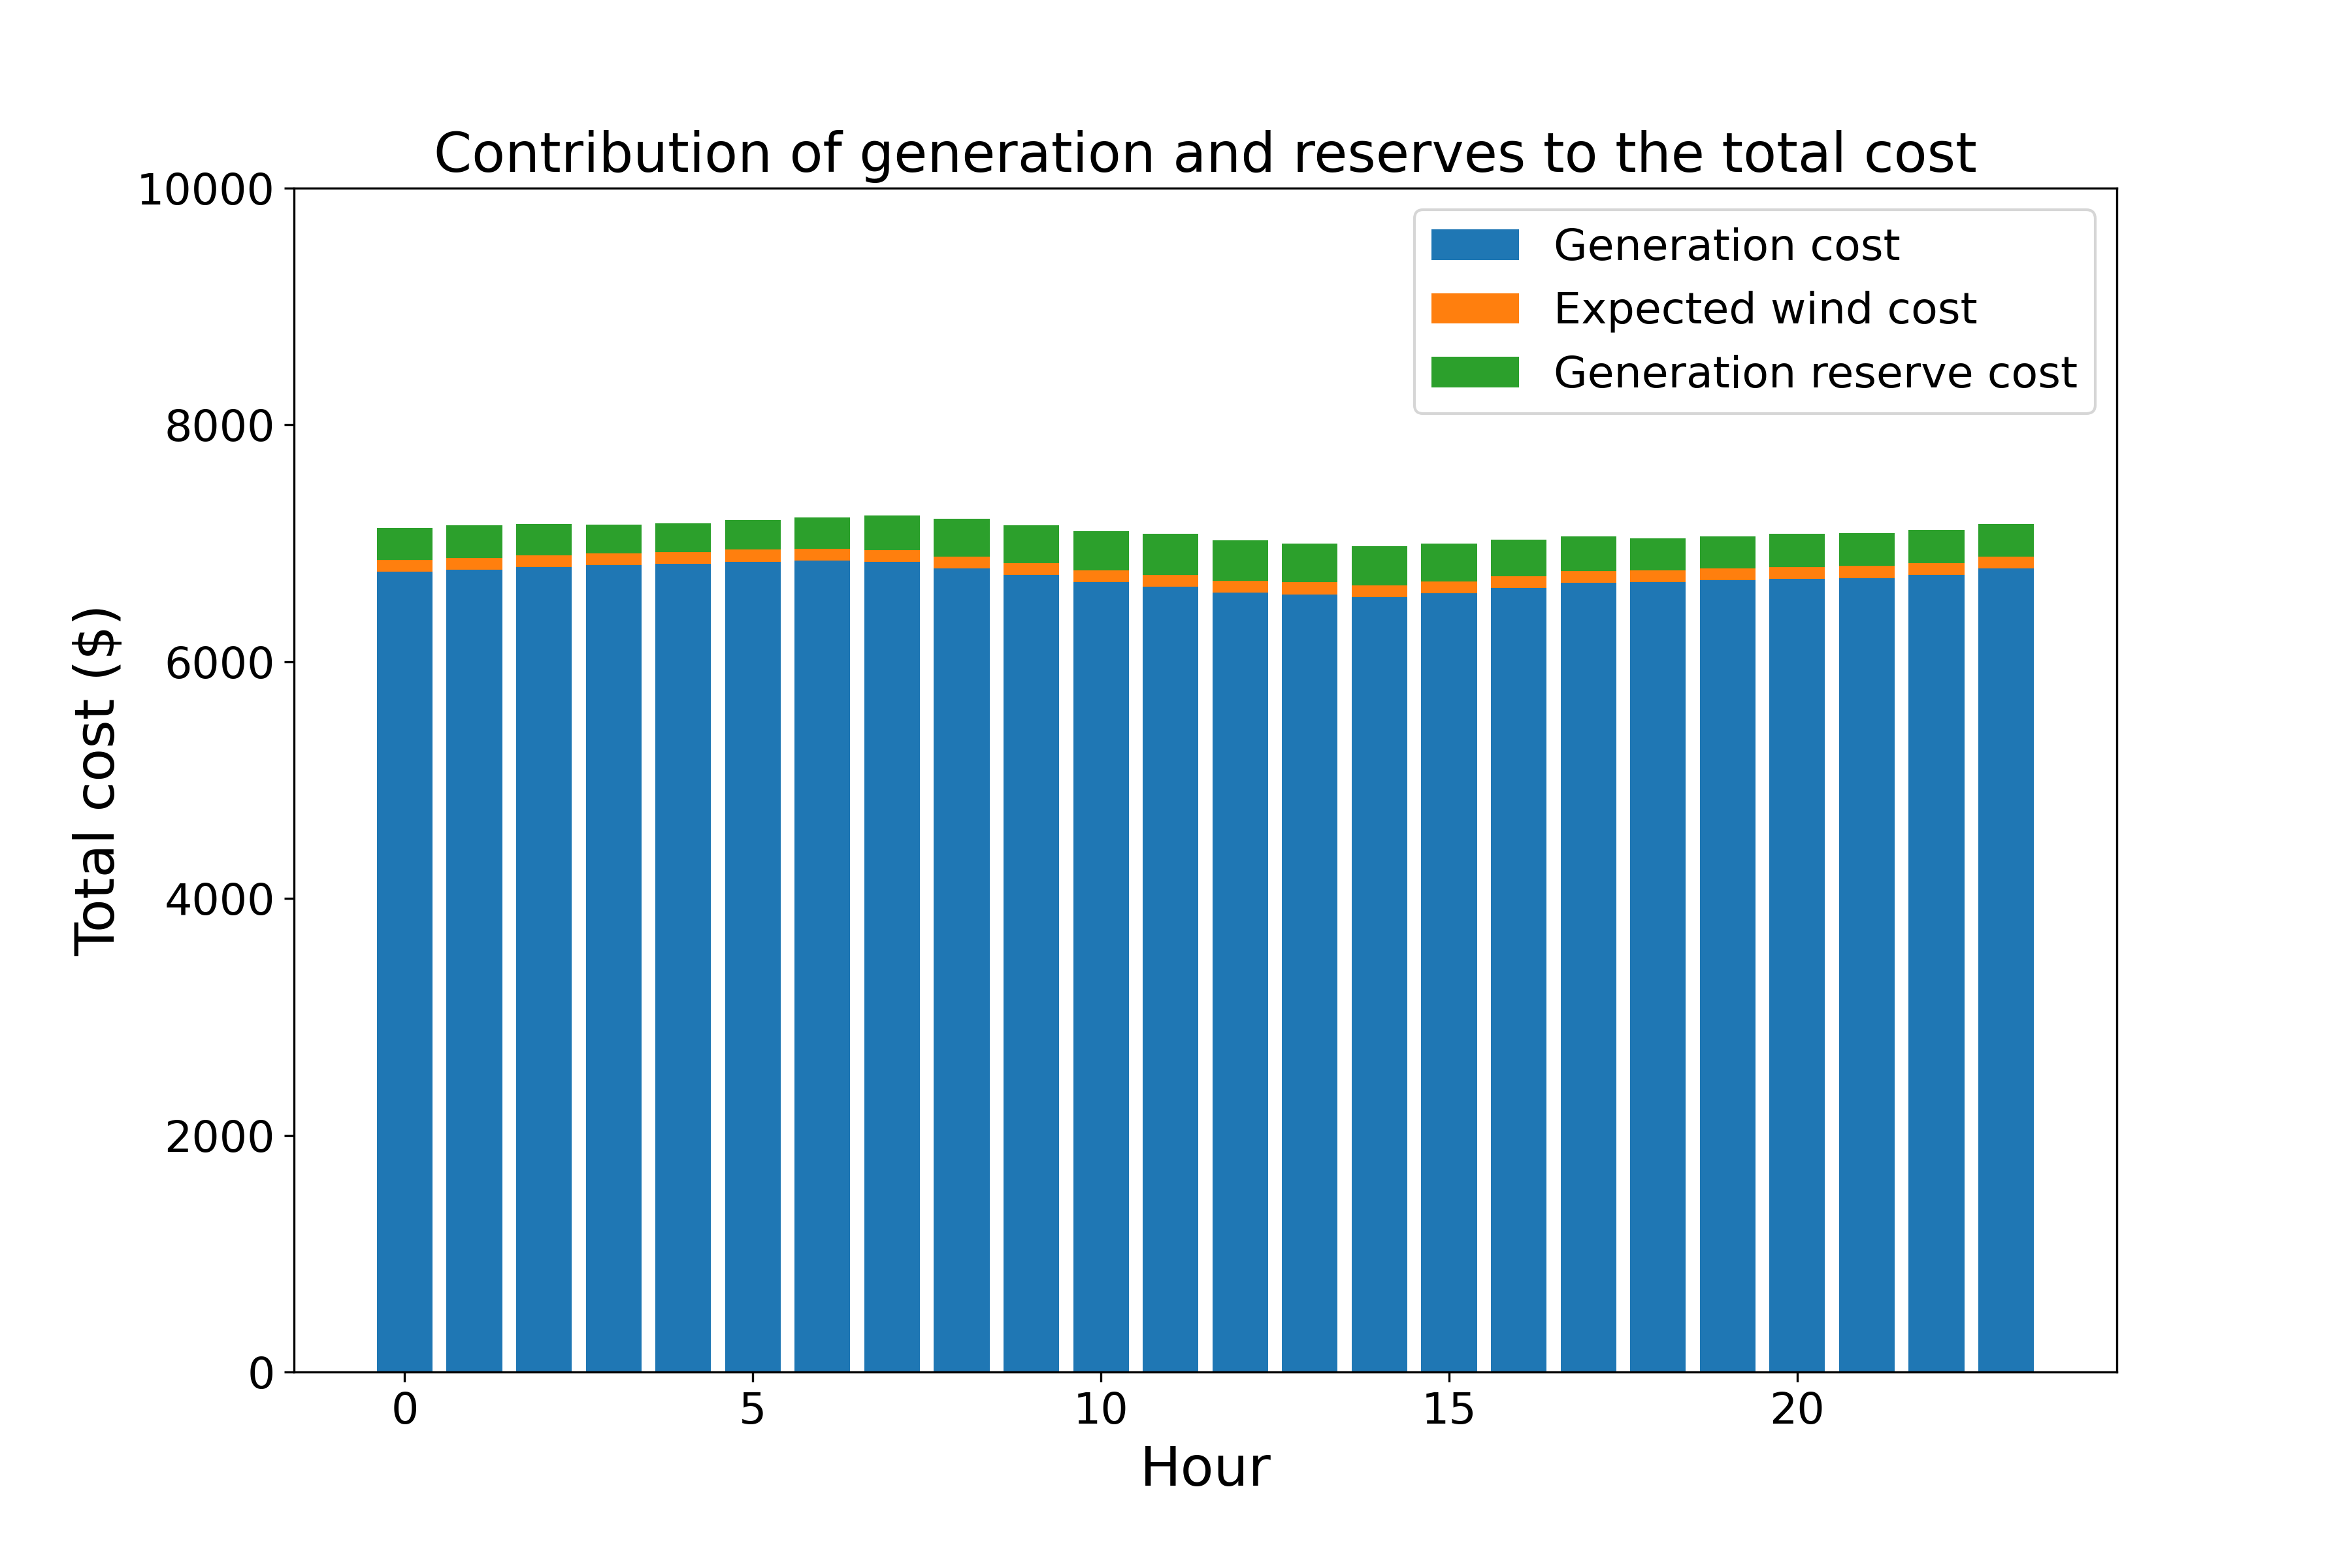 Contribution of generation and reserves to the total cost
10000
8000
6000
4000
2000
0
Total cost ($)
Generation cost
Expected wind cost
Generation reserve cost
0 5 10 15 20
Hour